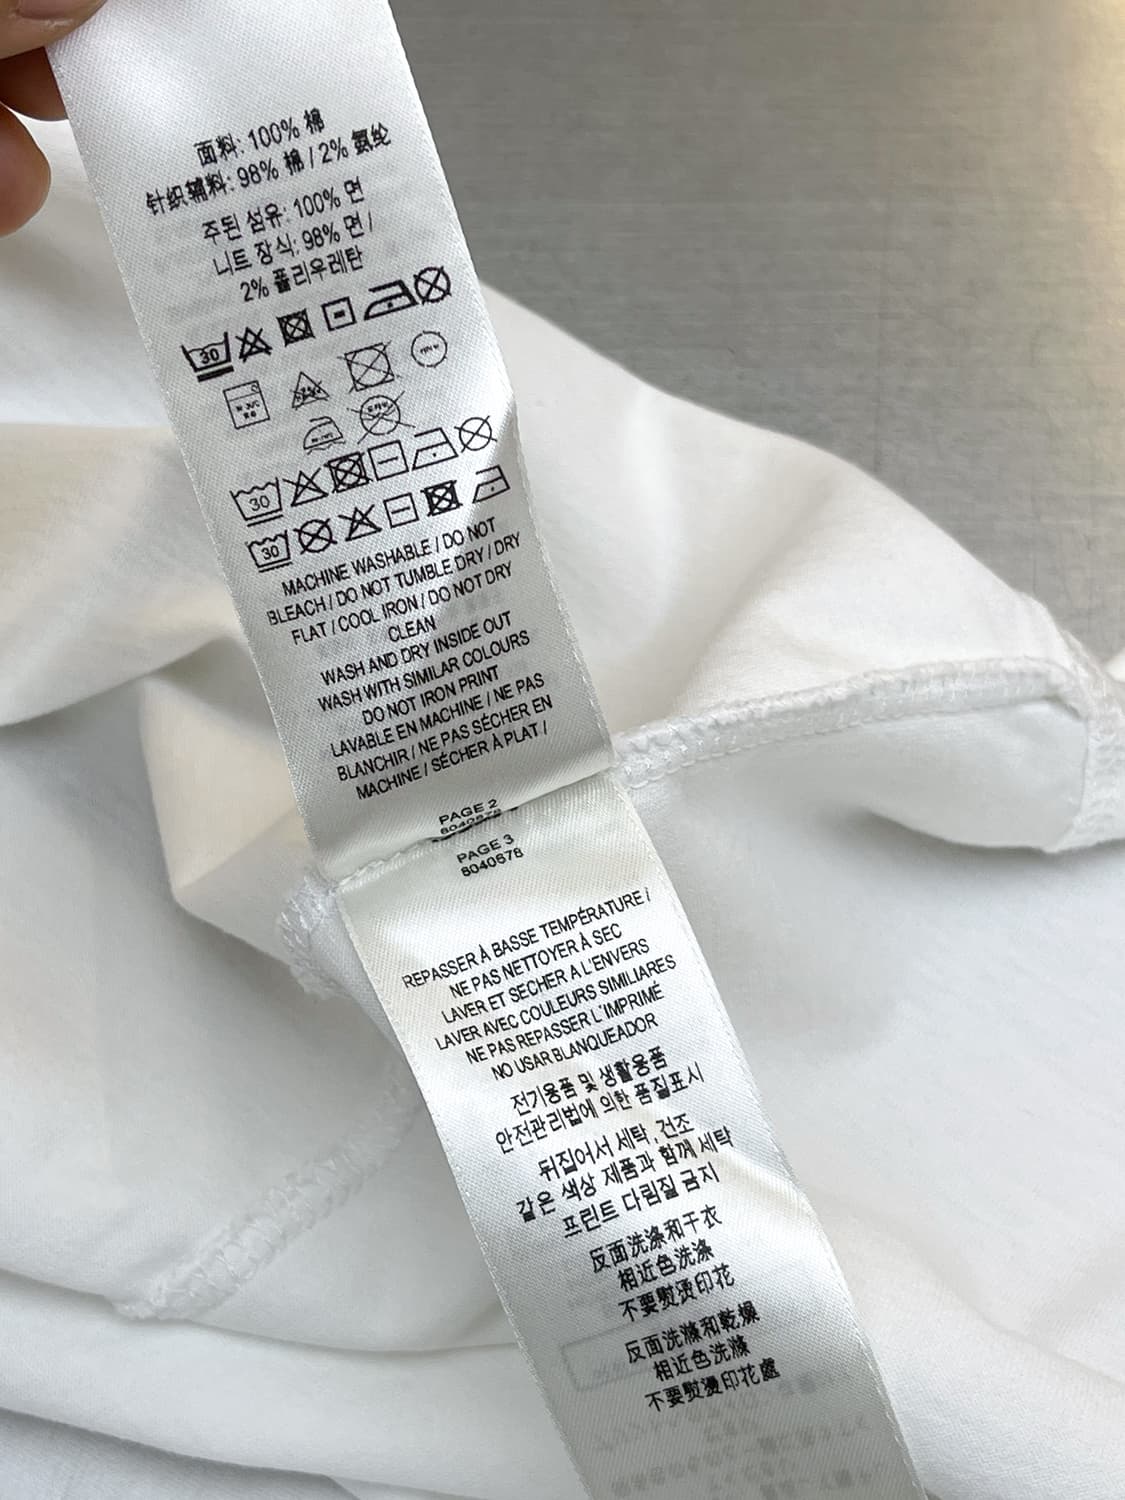 面料: 100% 棉
针织辅料: 98% 棉 / 2% 氨纶
주된 섬유: 100% 면
니트 장식: 98% 면 /
2% 폴리우레탄
30
30
30
MACHINE WASHABLE / DO NOT
BLEACH / DO NOT TUMBLE DRY / DRY
FLAT / COOL IRON / DO NOT DRY
CLEAN
WASH AND DRY INSIDE OUT
WASH WITH SIMILAR COLOURS
DO NOT IRON PRINT
LAVABLE EN MACHINE / NE PAS
BLANCHIR / NE PAS SÉCHER EN
MACHINE / SÉCHER À PLAT /
PAGE 2
PAGE 3
8040678
REPASSER À BASSE TEMPÉRATURE /
NE PAS NETTOYER À SEC
LAVER ET SECHER A L'ENVERS
LAVER AVEC COULEURS SIMILIARES
NE PAS REPASSER L'IMPRIMÉ
NO USAR BLANQUEADOR
전기용품 및 생활용품
안전관리법에 의한 품질표시
뒤집어서 세탁, 건조
같은 색상 제품과 함께 세탁
프린트 다림질 금지
反面洗涤和干衣
相近色洗涤
不要熨烫印花
反面洗滌和乾燥
相近色洗滌
不要熨燙印花處